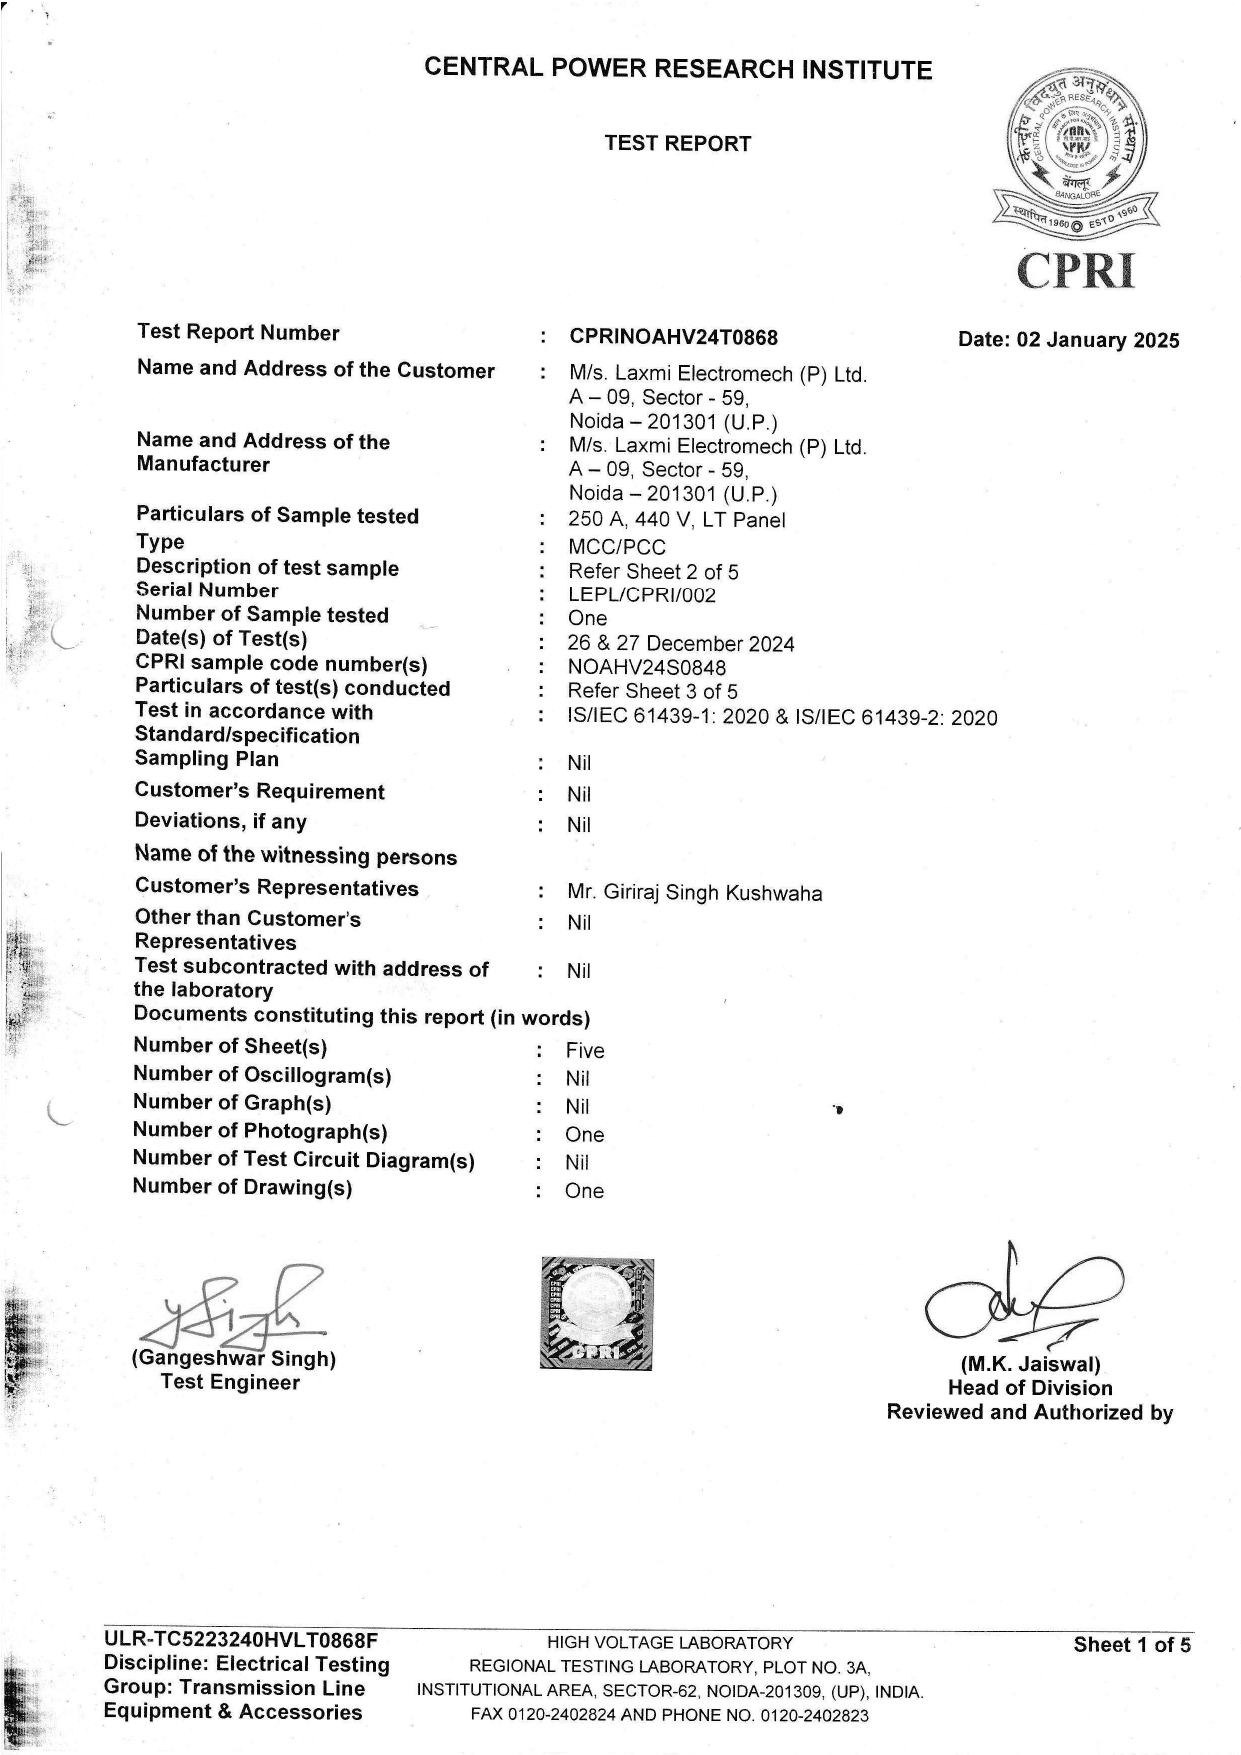 CENTRAL POWER RESEARCH INSTITUTE
TEST REPORT
केन्द्रीय विद्युत अनुसंधान संस्थान
CENTRAL POWER RESEARCH INSTITUTE
बेंगलूर
BANGALORE
स्थापित 1960 ESTD 1960
CPRI
Test Report Number : CPRINOAHV24T0868 Date: 02 January 2025
Name and Address of the Customer : M/s. Laxmi Electromech (P) Ltd.
A – 09, Sector - 59,
Noida – 201301 (U.P.)
Name and Address of the : M/s. Laxmi Electromech (P) Ltd.
Manufacturer A – 09, Sector - 59,
Noida – 201301 (U.P.)
Particulars of Sample tested : 250 A, 440 V, LT Panel
Type : MCC/PCC
Description of test sample : Refer Sheet 2 of 5
Serial Number : LEPL/CPRI/002
Number of Sample tested : One
Date(s) of Test(s) : 26 & 27 December 2024
CPRI sample code number(s) : NOAHV24S0848
Particulars of test(s) conducted : Refer Sheet 3 of 5
Test in accordance with : IS/IEC 61439-1: 2020 & IS/IEC 61439-2: 2020
Standard/specification
Sampling Plan : Nil
Customer's Requirement : Nil
Deviations, if any : Nil
Name of the witnessing persons
Customer's Representatives : Mr. Giriraj Singh Kushwaha
Other than Customer's : Nil
Representatives
Test subcontracted with address of : Nil
the laboratory
Documents constituting this report (in words)
Number of Sheet(s) : Five
Number of Oscillogram(s) : Nil
Number of Graph(s) : Nil
Number of Photograph(s) : One
Number of Test Circuit Diagram(s) : Nil
Number of Drawing(s) : One
CPRI
(Gangeshwar Singh)
Test Engineer
(M.K. Jaiswal)
Head of Division
Reviewed and Authorized by
ULR-TC5223240HVLT0868F
Discipline: Electrical Testing
Group: Transmission Line
Equipment & Accessories
HIGH VOLTAGE LABORATORY
REGIONAL TESTING LABORATORY, PLOT NO. 3A,
INSTITUTIONAL AREA, SECTOR-62, NOIDA-201309, (UP), INDIA.
FAX 0120-2402824 AND PHONE NO. 0120-2402823
Sheet 1 of 5